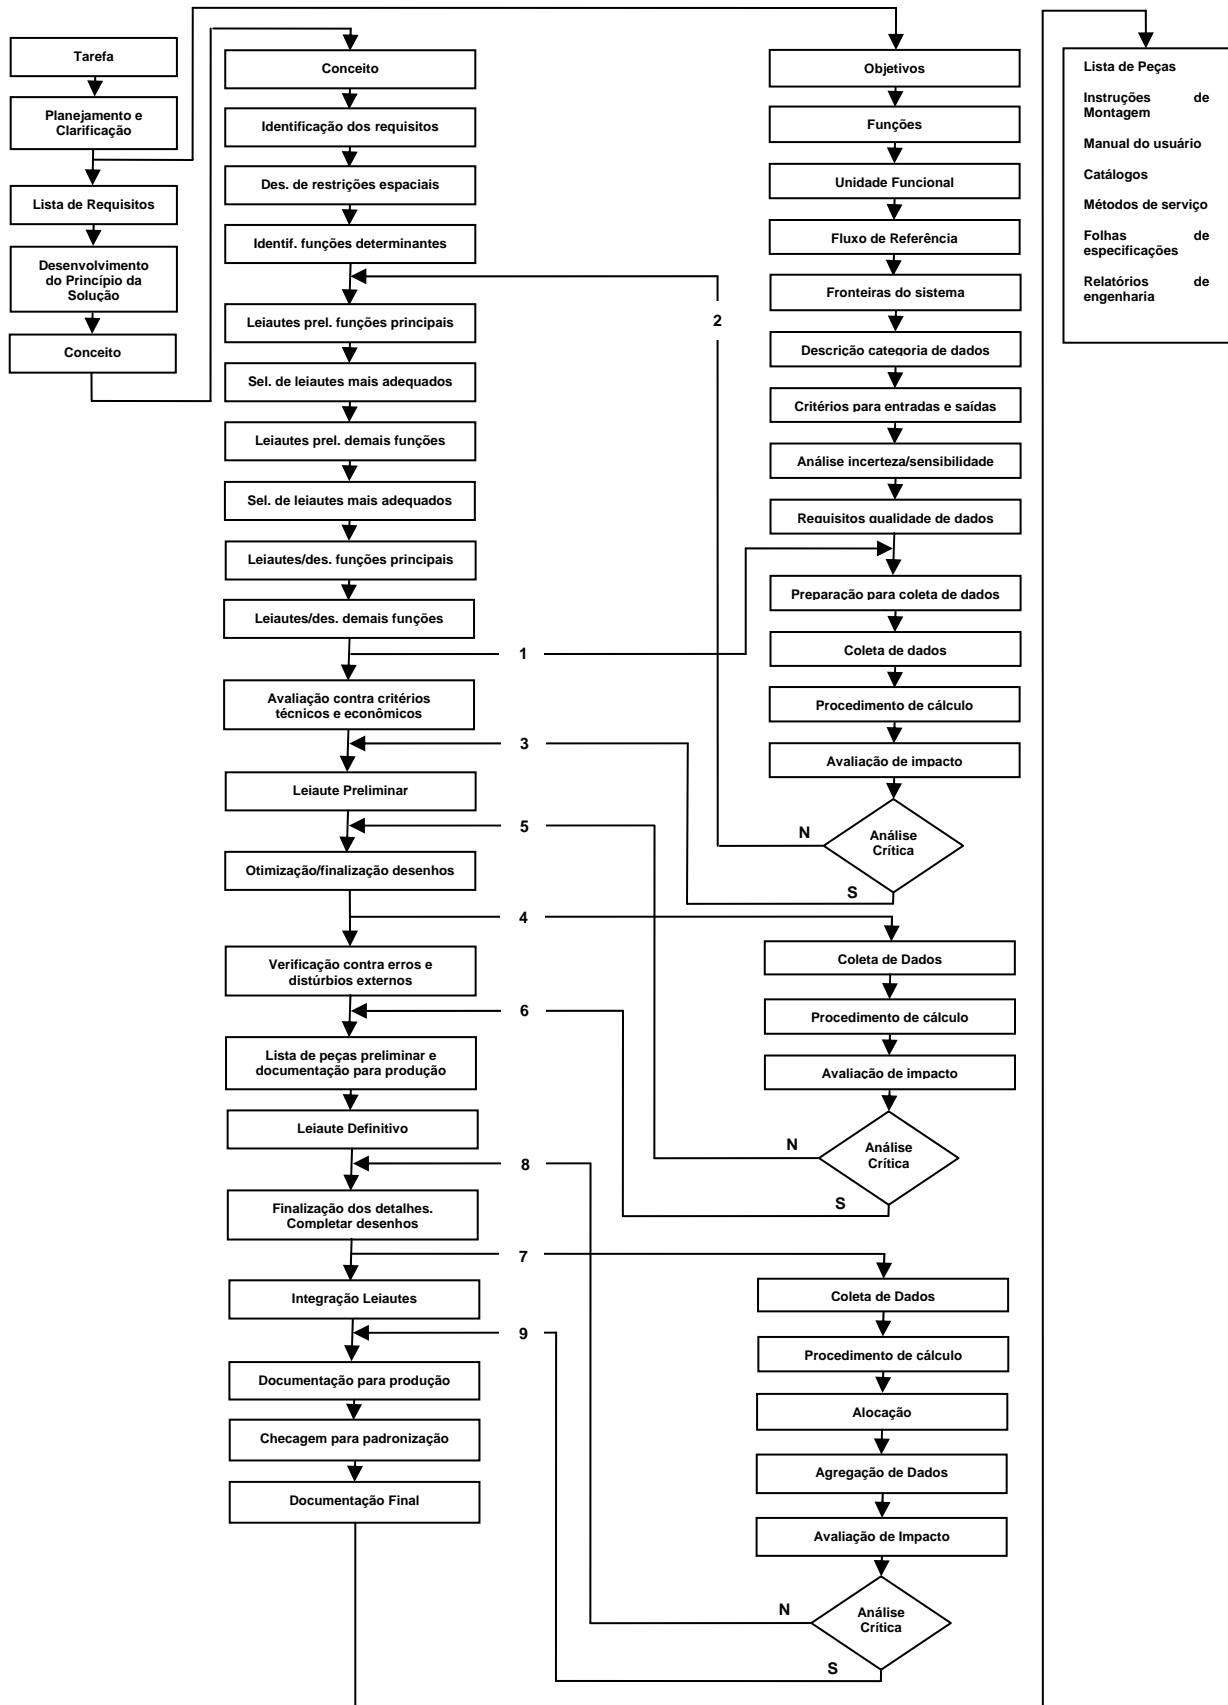 Tarefa
Planejamento e
Clarificação
Lista de Requisitos
Desenvolvimento
do Princípio da
Solução
Conceito
Conceito
Identificação dos requisitos
Des. de restrições espaciais
Identif. funções determinantes
Leiautes prel. funções principais
Sel. de leiautes mais adequados
Leiautes prel. demais funções
Sel. de leiautes mais adequados
Leiautes/des. funções principais
Leiautes/des. demais funções
Avaliação contra critérios
técnicos e econômicos
Leiaute Preliminar
Otimização/finalização desenhos
Verificação contra erros e
distúrbios externos
Lista de peças preliminar e
documentação para produção
Leiaute Definitivo
Finalização dos detalhes.
Completar desenhos
Integração Leiautes
Documentação para produção
Checagem para padronização
Documentação Final
2
1
3
5
4
6
8
7
9
Objetivos
Funções
Unidade Funcional
Fluxo de Referência
Fronteiras do sistema
Descrição categoria de dados
Critérios para entradas e saídas
Análise incerteza/sensibilidade
Requisitos qualidade de dados
Preparação para coleta de dados
Coleta de dados
Procedimento de cálculo
Avaliação de impacto
N
Análise
Crítica
S
Coleta de Dados
Procedimento de cálculo
Avaliação de impacto
N
Análise
Crítica
S
Coleta de Dados
Procedimento de cálculo
Alocação
Agregação de Dados
Avaliação de Impacto
N
Análise
Crítica
S
Lista de Peças
Instruções de
Montagem
Manual do usuário
Catálogos
Métodos de serviço
Folhas de
especificações
Relatórios de
engenharia